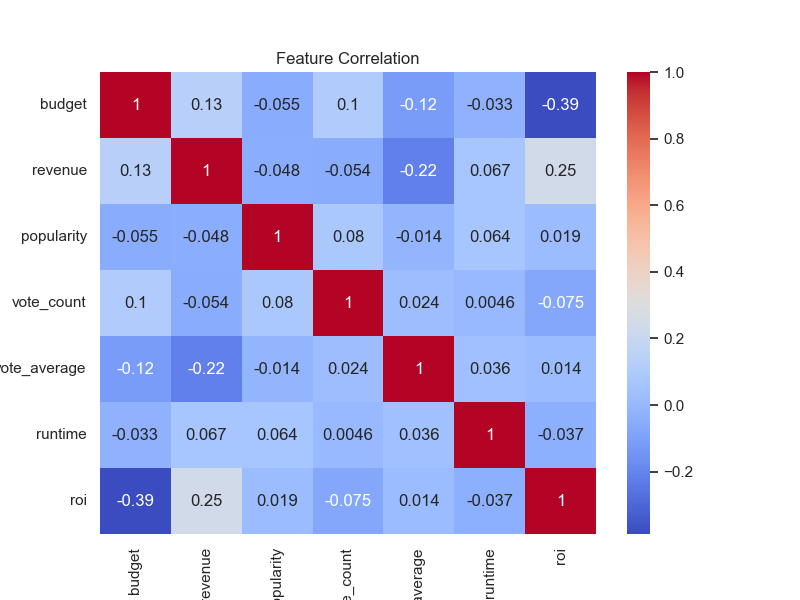 Feature Correlation
budget 1 0.13 -0.055 0.1 -0.12 -0.033 -0.39
revenue 0.13 1 -0.048 -0.054 -0.22 0.067 0.25
popularity -0.055 -0.048 1 0.08 -0.014 0.064 0.019
vote_count 0.1 -0.054 0.08 1 0.024 0.0046 -0.075
vote_average -0.12 -0.22 -0.014 0.024 1 0.036 0.014
runtime -0.033 0.067 0.064 0.0046 0.036 1 -0.037
roi -0.39 0.25 0.019 -0.075 0.014 -0.037 1
budget
revenue
opularity
e_count
average
runtime
roi
1.0
0.8
0.6
0.4
0.2
0.0
−0.2